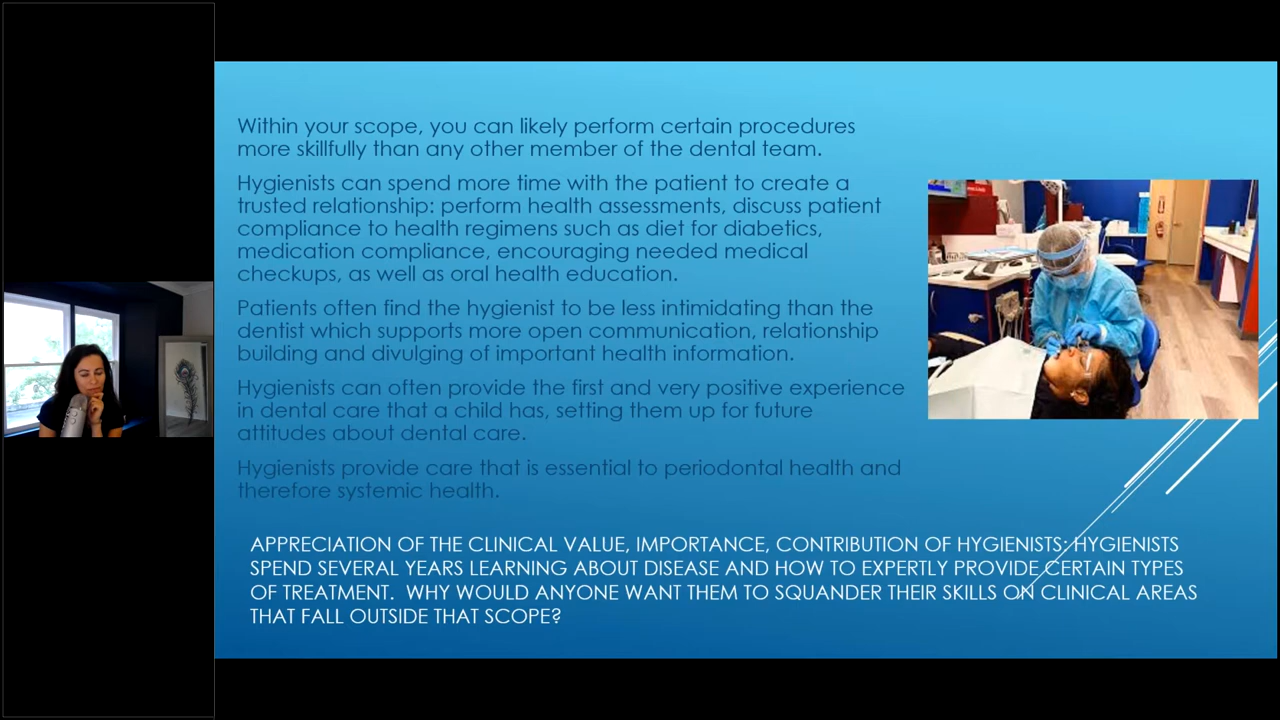 Within your scope, you can likely perform certain procedures
more skillfully than any other member of the dental team.
Hygienists can spend more time with the patient to create a
trusted relationship: perform health assessments, discuss patient
compliance to health regimens such as diet for diabetics,
medication compliance, encouraging needed medical
checkups, as well as oral health education.
Patients often find the hygienist to be less intimidating than the
dentist which supports more open communication, relationship
building and divulging of important health information.
Hygienists can often provide the first and very positive experience
in dental care that a child has, setting them up for future
attitudes about dental care.
Hygienists provide care that is essential to periodontal health and
therefore systemic health.
APPRECIATION OF THE CLINICAL VALUE, IMPORTANCE, CONTRIBUTION OF HYGIENISTS: HYGIENISTS
SPEND SEVERAL YEARS LEARNING ABOUT DISEASE AND HOW TO EXPERTLY PROVIDE CERTAIN TYPES
OF TREATMENT. WHY WOULD ANYONE WANT THEM TO SQUANDER THEIR SKILLS ON CLINICAL AREAS
THAT FALL OUTSIDE THAT SCOPE?